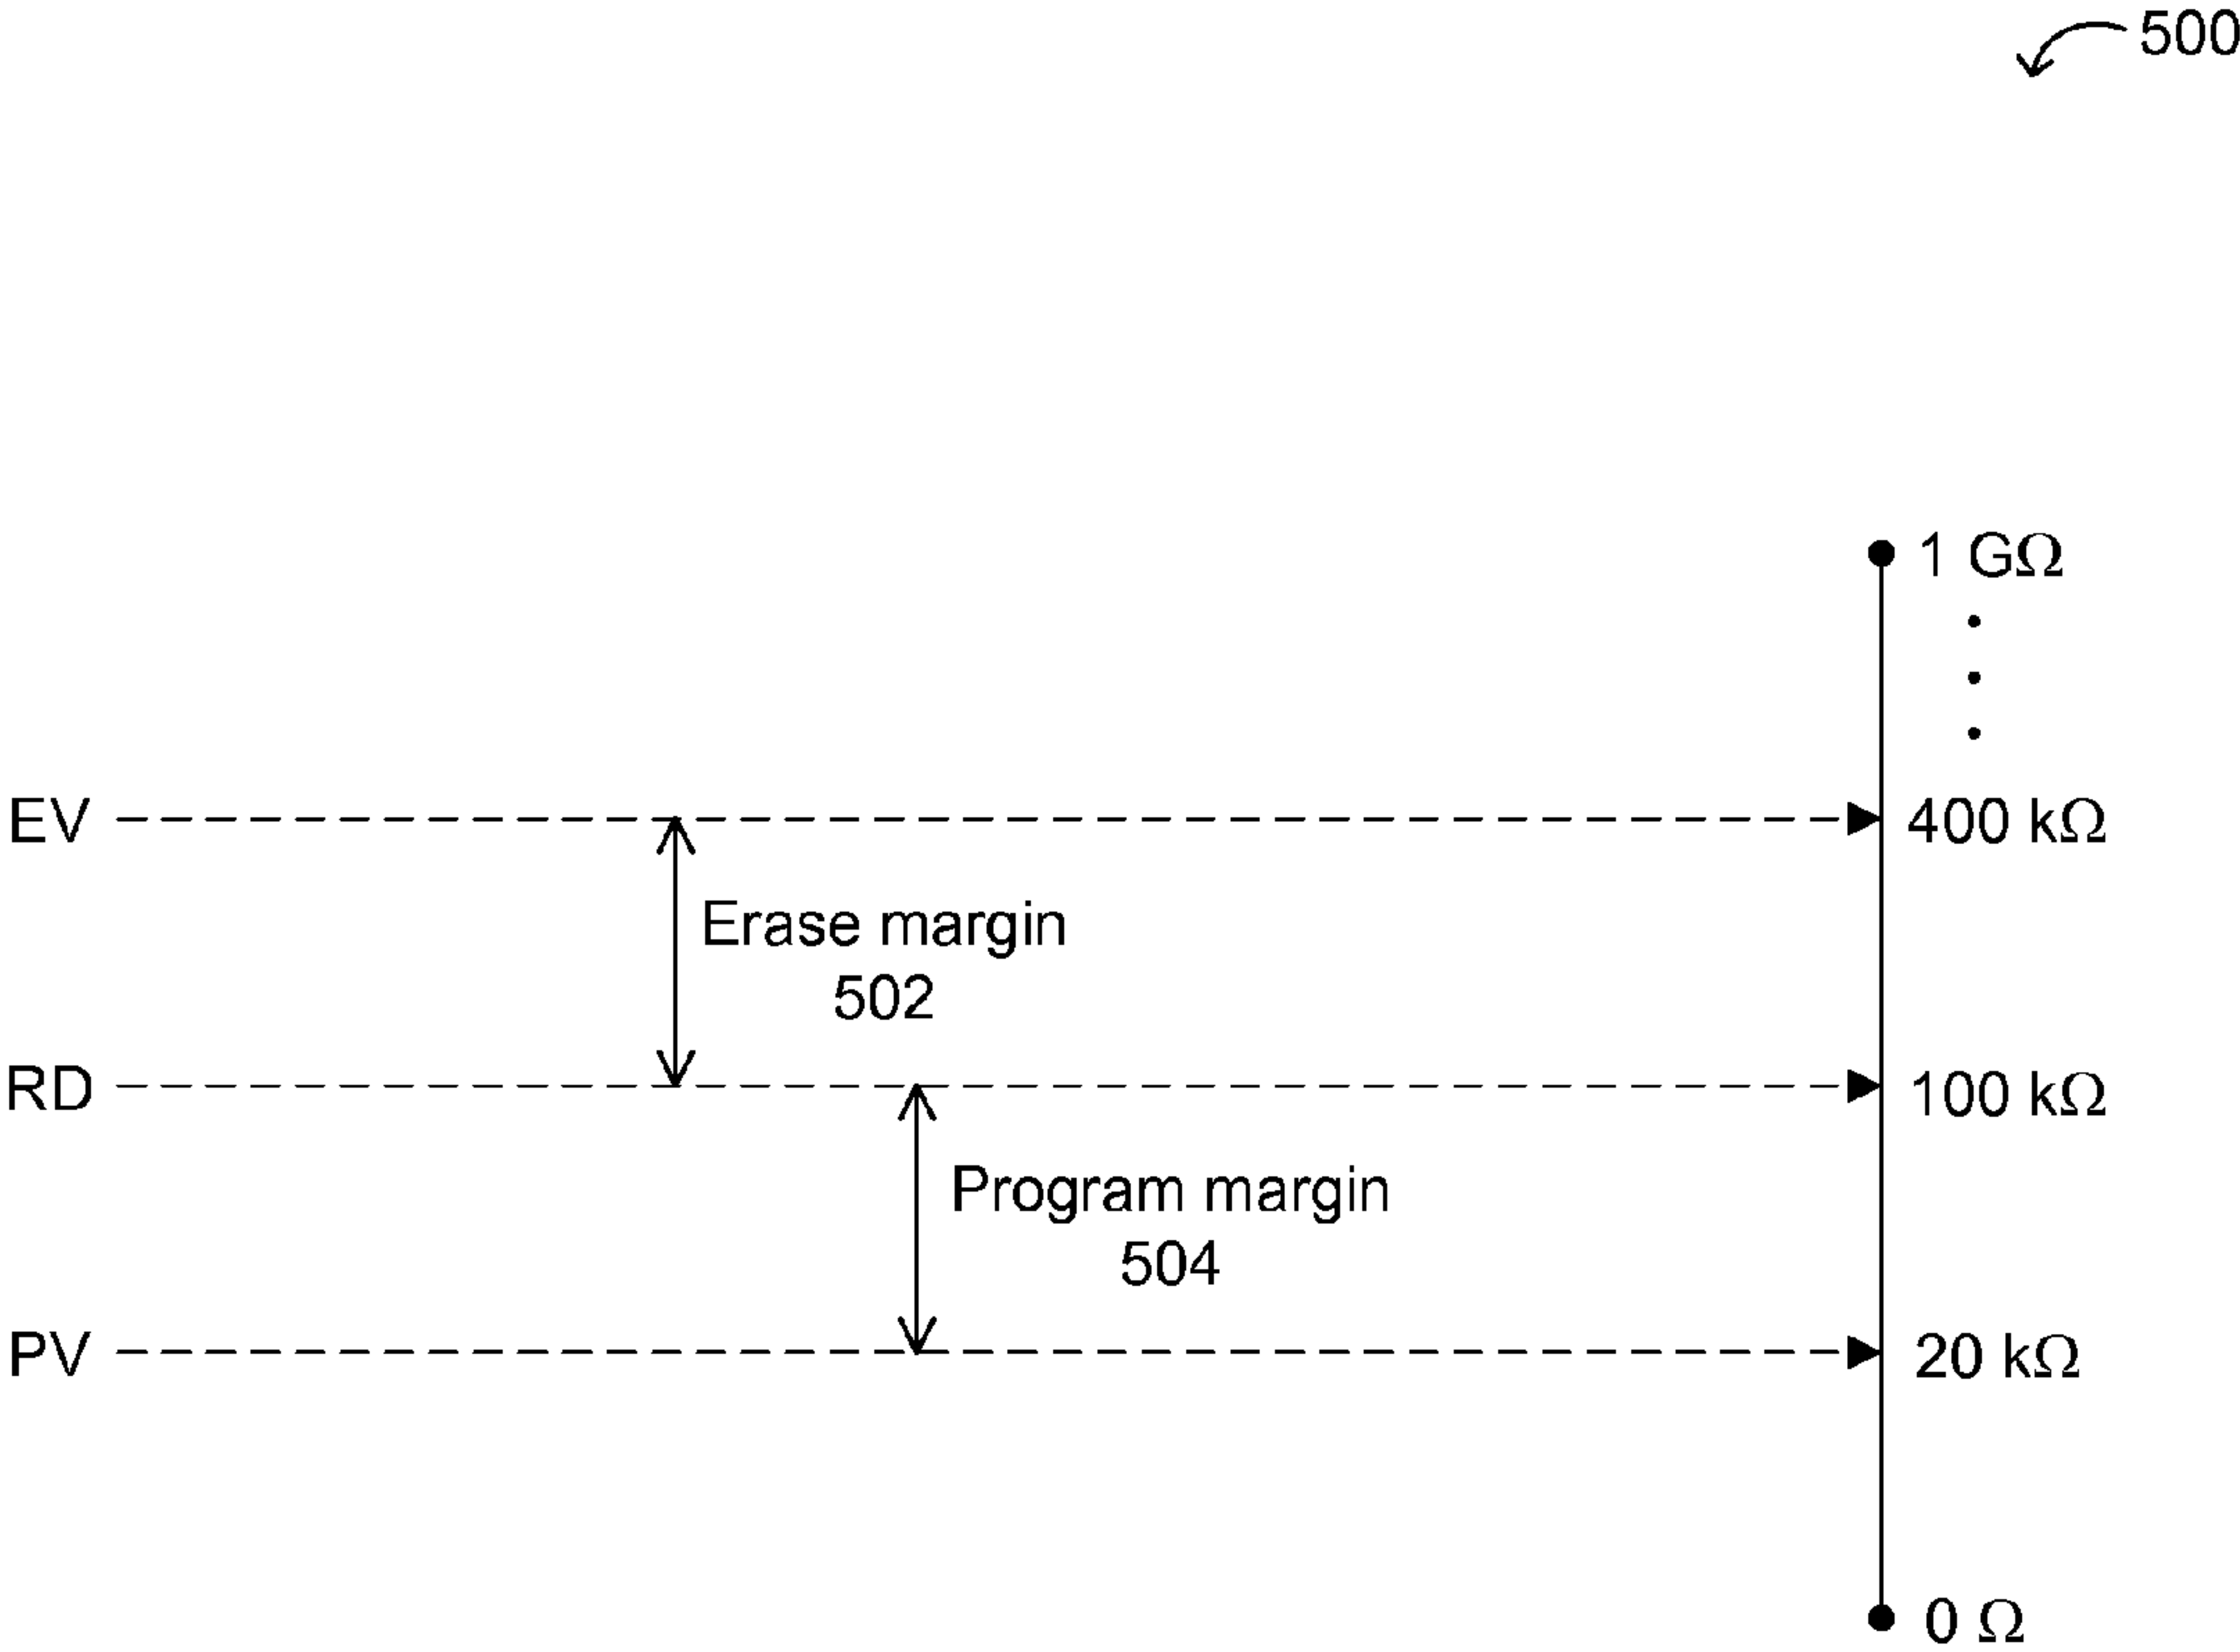 500
1 GΩ
EV
400 kΩ
Erase margin
502
RD
100 kΩ
Program margin
504
PV
20 kΩ
0 Ω